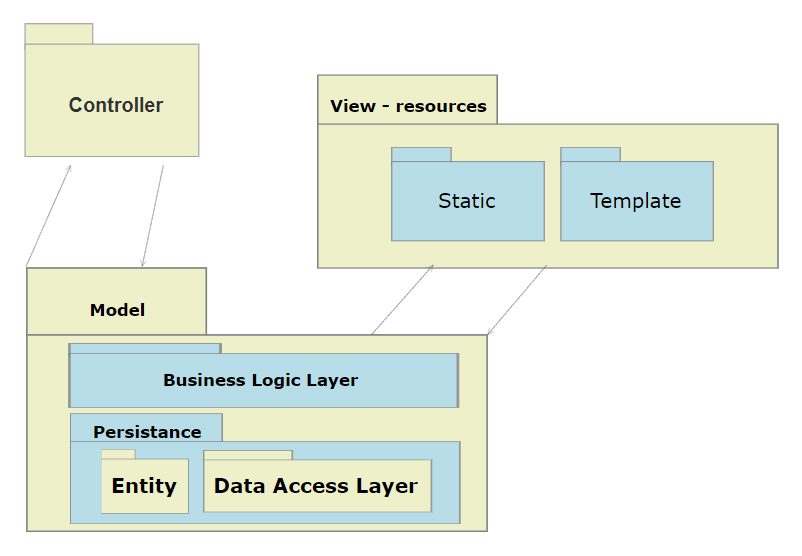 Controller
View - resources
Static
Template
Model
Business Logic Layer
Persistance
Entity
Data Access Layer